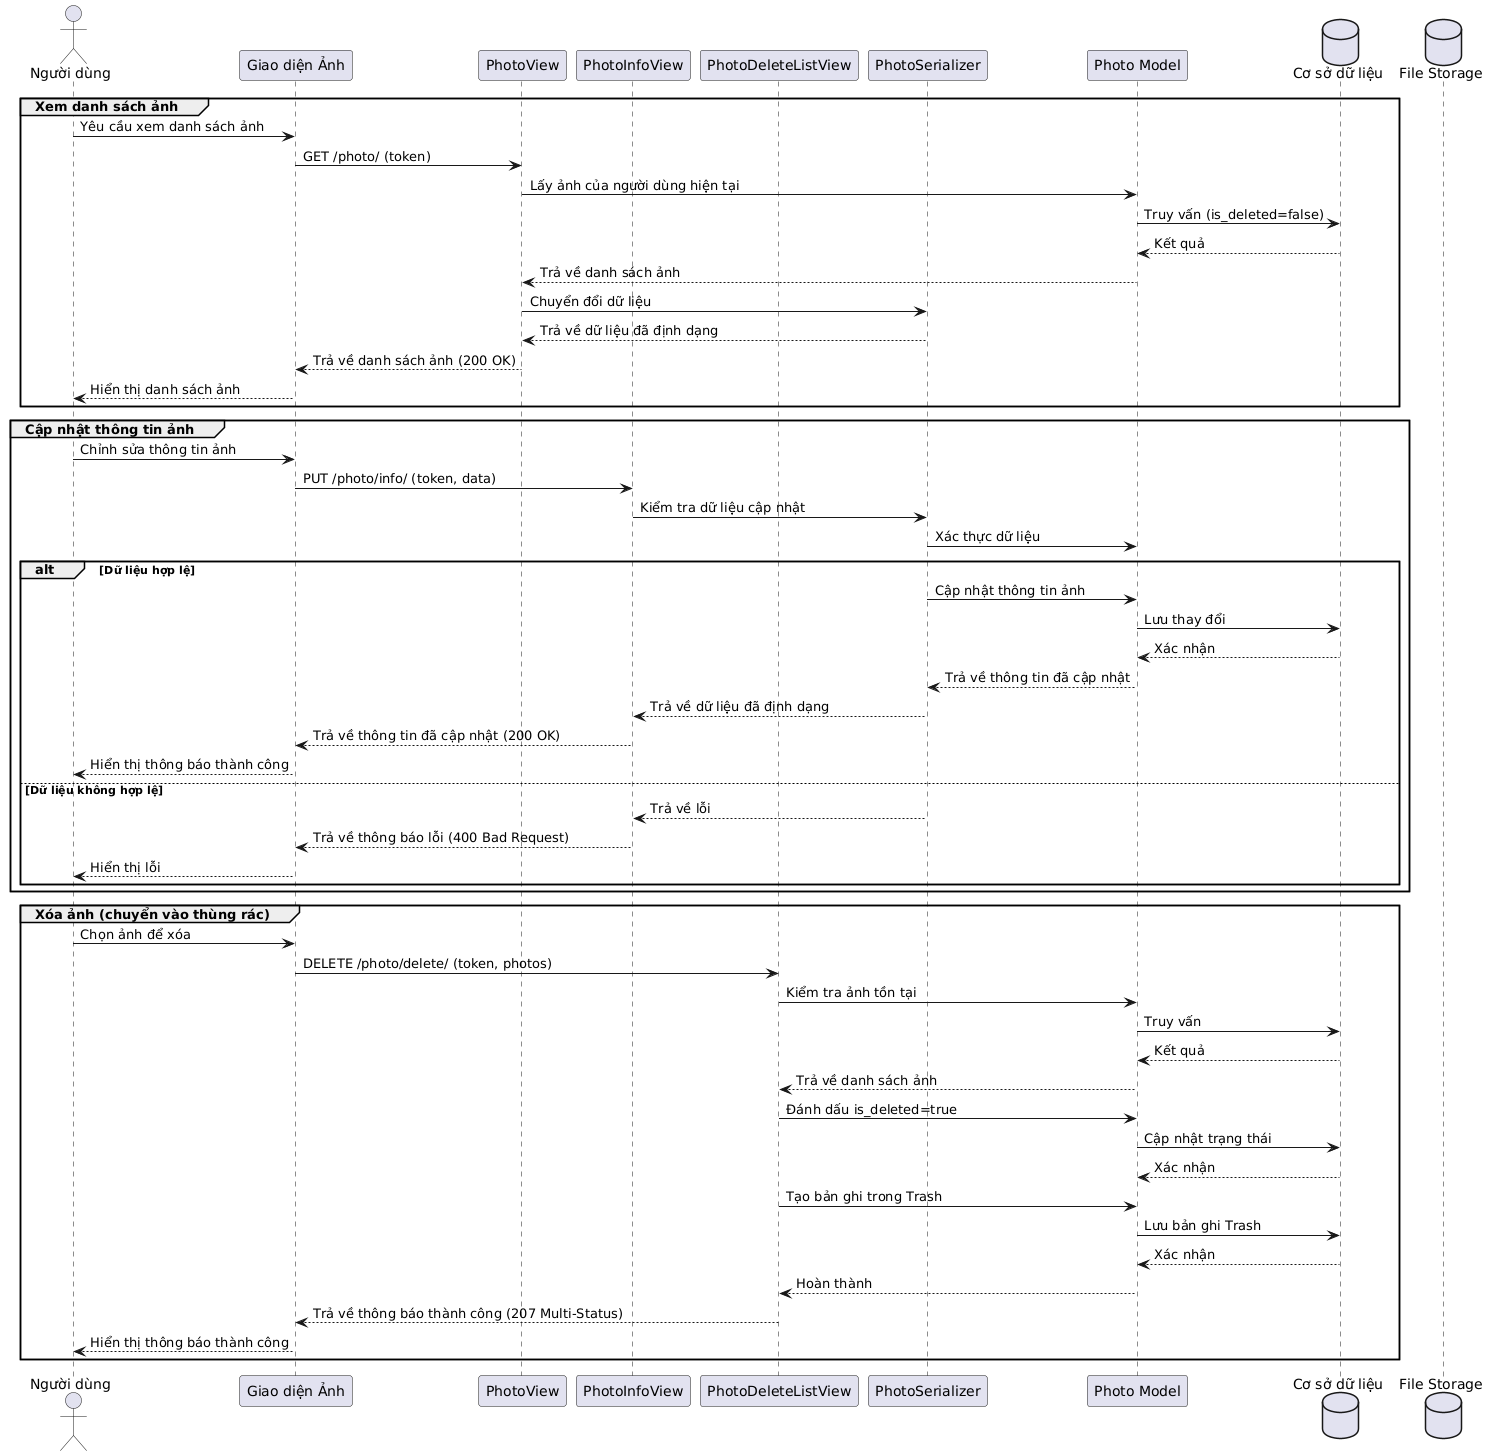 Người dùng
Giao diện Ảnh
PhotoView
PhotoInfoView
PhotoDeleteListView
PhotoSerializer
Photo Model
Cơ sở dữ liệu
File Storage
Xem danh sách ảnh
Yêu cầu xem danh sách ảnh
GET /photo/ (token)
Lấy ảnh của người dùng hiện tại
Truy vấn (is_deleted=false)
Kết quả
Trả về danh sách ảnh
Chuyển đổi dữ liệu
Trả về dữ liệu đã định dạng
Trả về danh sách ảnh (200 OK)
Hiển thị danh sách ảnh
Cập nhật thông tin ảnh
Chỉnh sửa thông tin ảnh
PUT /photo/info/ (token, data)
Kiểm tra dữ liệu cập nhật
Xác thực dữ liệu
alt [Dữ liệu hợp lệ]
Cập nhật thông tin ảnh
Lưu thay đổi
Xác nhận
Trả về thông tin đã cập nhật
Trả về dữ liệu đã định dạng
Trả về thông tin đã cập nhật (200 OK)
Hiển thị thông báo thành công
[Dữ liệu không hợp lệ]
Trả về lỗi
Trả về thông báo lỗi (400 Bad Request)
Hiển thị lỗi
Xóa ảnh (chuyển vào thùng rác)
Chọn ảnh để xóa
DELETE /photo/delete/ (token, photos)
Kiểm tra ảnh tồn tại
Truy vấn
Kết quả
Trả về danh sách ảnh
Đánh dấu is_deleted=true
Cập nhật trạng thái
Xác nhận
Tạo bản ghi trong Trash
Lưu bản ghi Trash
Xác nhận
Hoàn thành
Trả về thông báo thành công (207 Multi-Status)
Hiển thị thông báo thành công
Người dùng
Giao diện Ảnh
PhotoView
PhotoInfoView
PhotoDeleteListView
PhotoSerializer
Photo Model
Cơ sở dữ liệu
File Storage